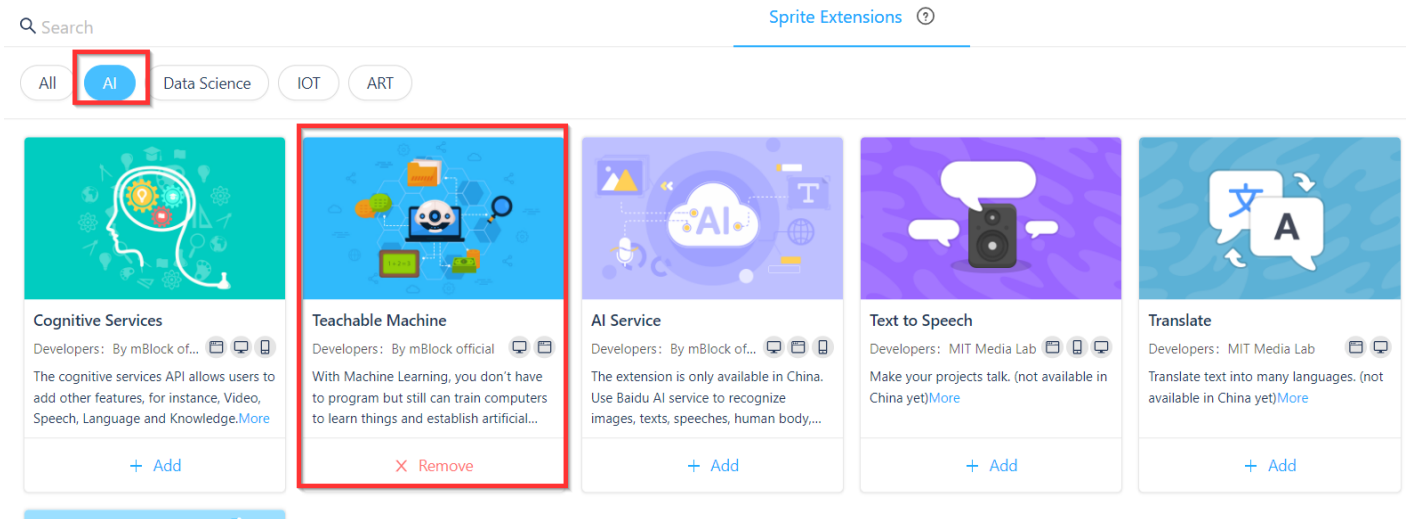 Search
Sprite Extensions ?
All
AI
Data Science
IOT
ART
AI
T
文
A
1+2=3
Cognitive Services
Developers: By mBlock of...
The cognitive services API allows users to
add other features, for instance, Video,
Speech, Language and Knowledge.More
+ Add
Teachable Machine
Developers: By mBlock official
With Machine Learning, you don't have
to program but still can train computers
to learn things and establish artificial...
× Remove
AI Service
Developers: By mBlock of...
The extension is only available in China.
Use Baidu AI service to recognize
images, texts, speeches, human body,...
+ Add
Text to Speech
Developers: MIT Media Lab
Make your projects talk. (not available in
China yet)More
+ Add
Translate
Developers: MIT Media Lab
Translate text into many languages. (not
available in China yet)More
+ Add